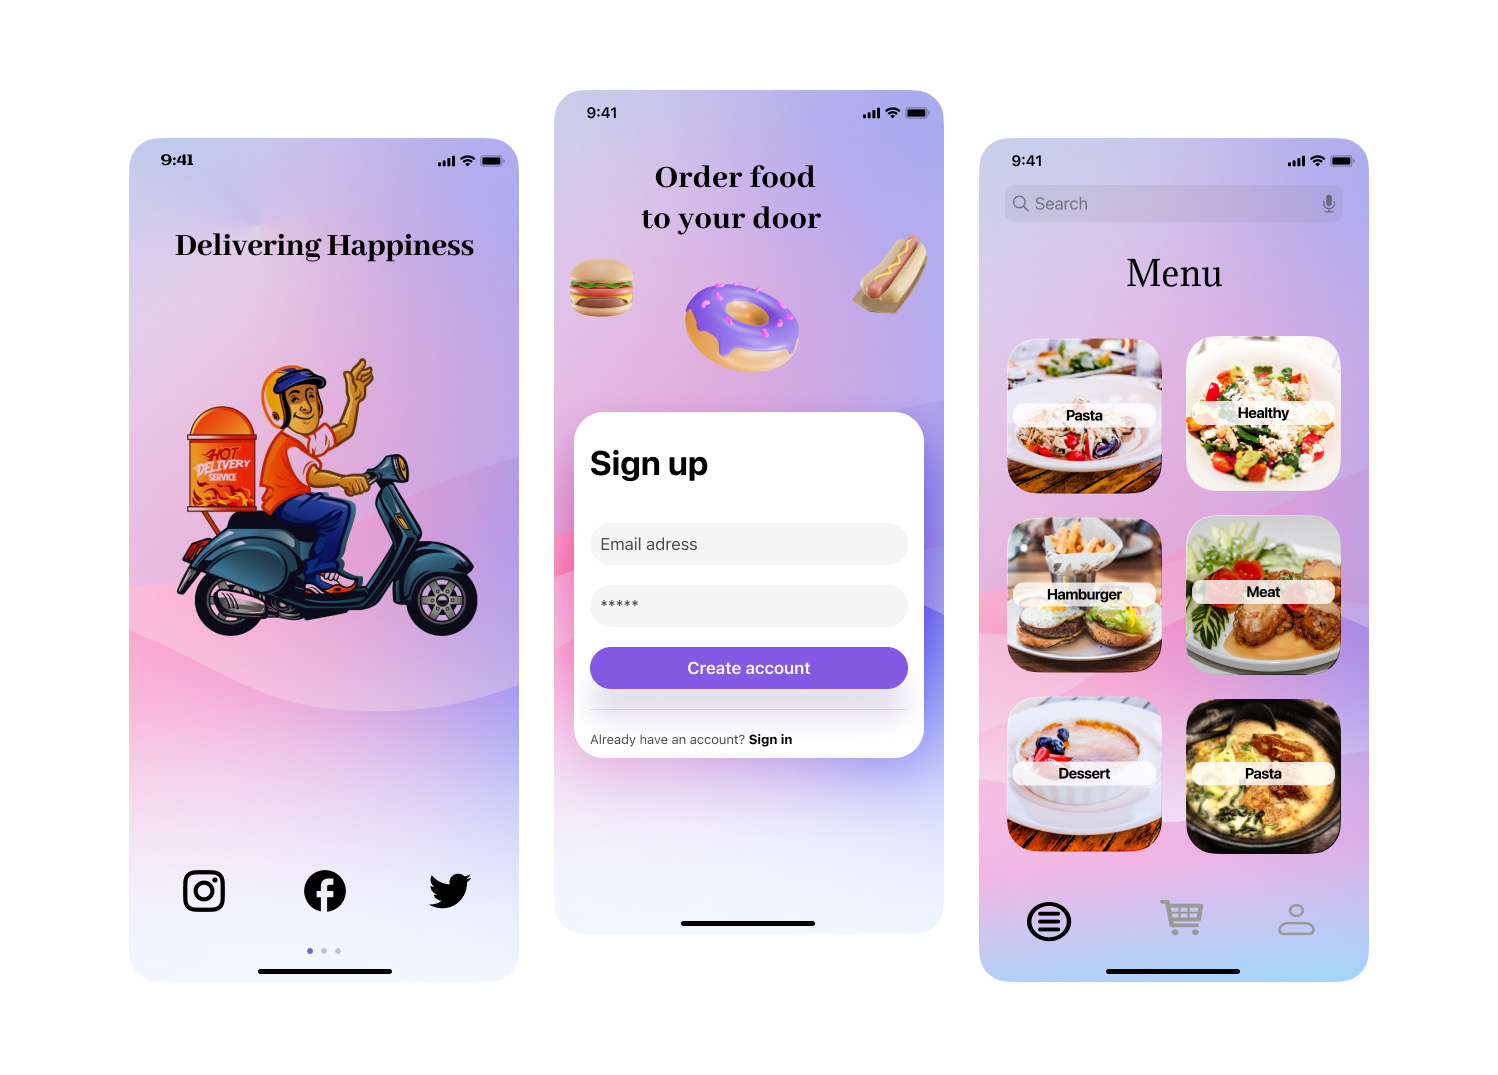 9:41
Delivering Happiness
HOT
DELIVERY
SERVICE
9:41
Order food
to your door
Sign up
Email adress
*****
Create account
Already have an account? Sign in
9:41
Search
Menu
Pasta
Healthy
Hamburger
Meat
Dessert
Pasta